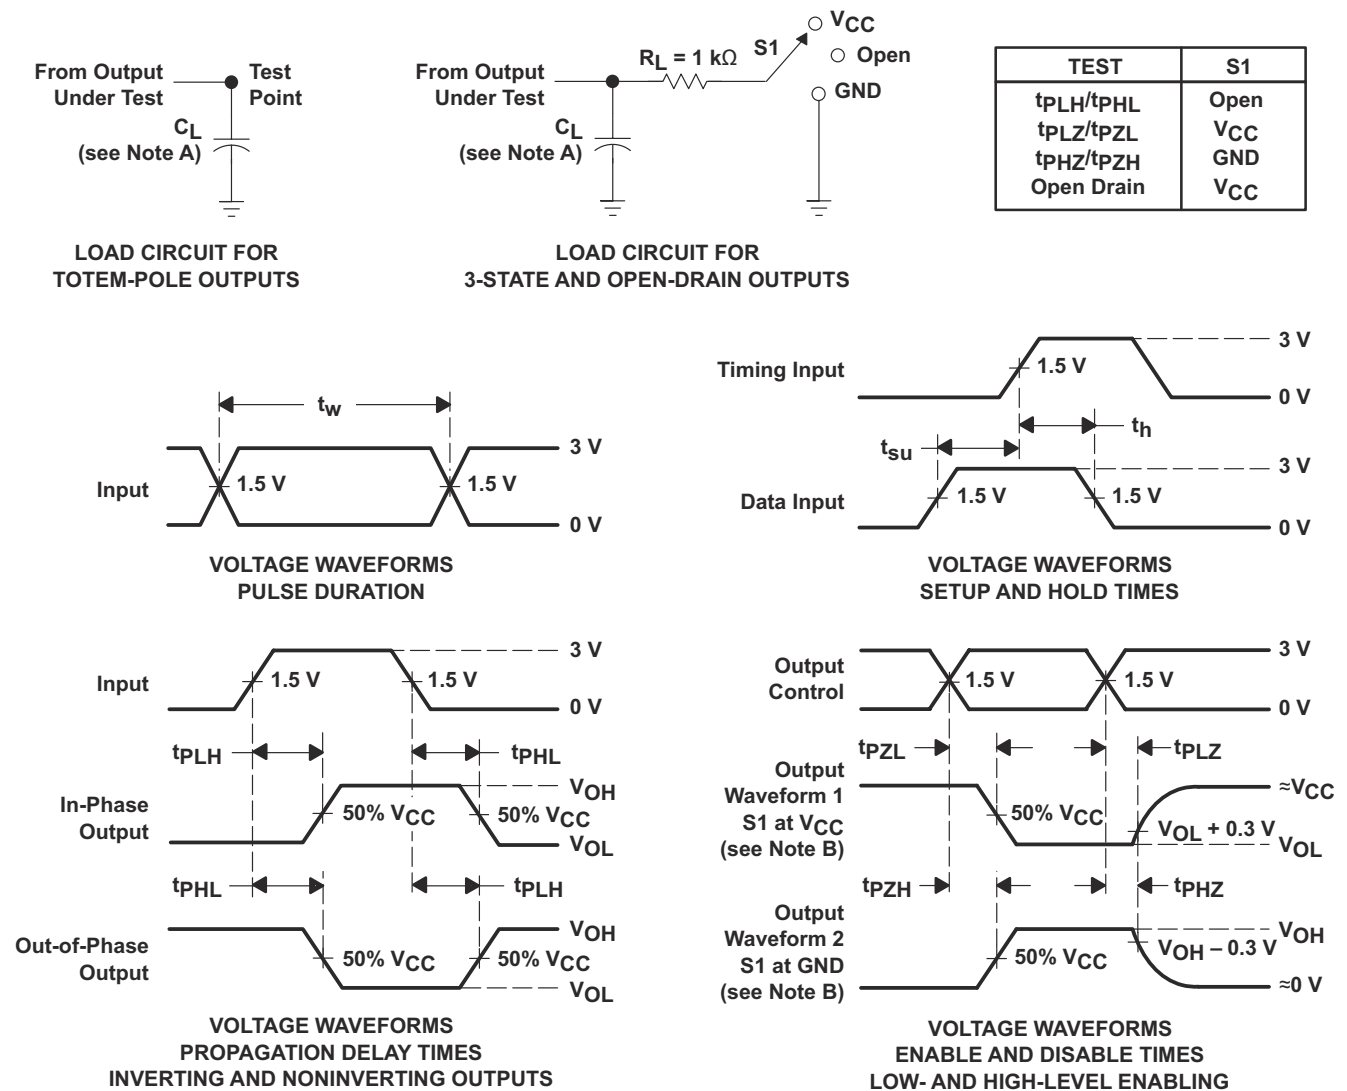 From Output
Under Test
Test
Point
CL
(see Note A)
LOAD CIRCUIT FOR
TOTEM-POLE OUTPUTS
From Output
Under Test
RL = 1 kΩ
S1
VCC
Open
GND
CL
(see Note A)
LOAD CIRCUIT FOR
3-STATE AND OPEN-DRAIN OUTPUTS
TEST S1
tPLH/tPHL Open
tPLZ/tPZL VCC
tPHZ/tPZH GND
Open Drain VCC
tw
Input
1.5 V
1.5 V
3 V
0 V
VOLTAGE WAVEFORMS
PULSE DURATION
Timing Input
1.5 V
3 V
0 V
tsu
th
Data Input
1.5 V
1.5 V
3 V
0 V
VOLTAGE WAVEFORMS
SETUP AND HOLD TIMES
Input
1.5 V
1.5 V
3 V
0 V
tPLH
tPHL
In-Phase
Output
50% VCC
50% VCC
VOH
VOL
tPHL
tPLH
Out-of-Phase
Output
50% VCC
50% VCC
VOH
VOL
VOLTAGE WAVEFORMS
PROPAGATION DELAY TIMES
INVERTING AND NONINVERTING OUTPUTS
Output
Control
1.5 V
1.5 V
3 V
0 V
tPZL
tPLZ
Output
Waveform 1
S1 at VCC
(see Note B)
50% VCC
VOL + 0.3 V
≈VCC
VOL
tPZH
tPHZ
Output
Waveform 2
S1 at GND
(see Note B)
50% VCC
VOH – 0.3 V
VOH
≈0 V
VOLTAGE WAVEFORMS
ENABLE AND DISABLE TIMES
LOW- AND HIGH-LEVEL ENABLING